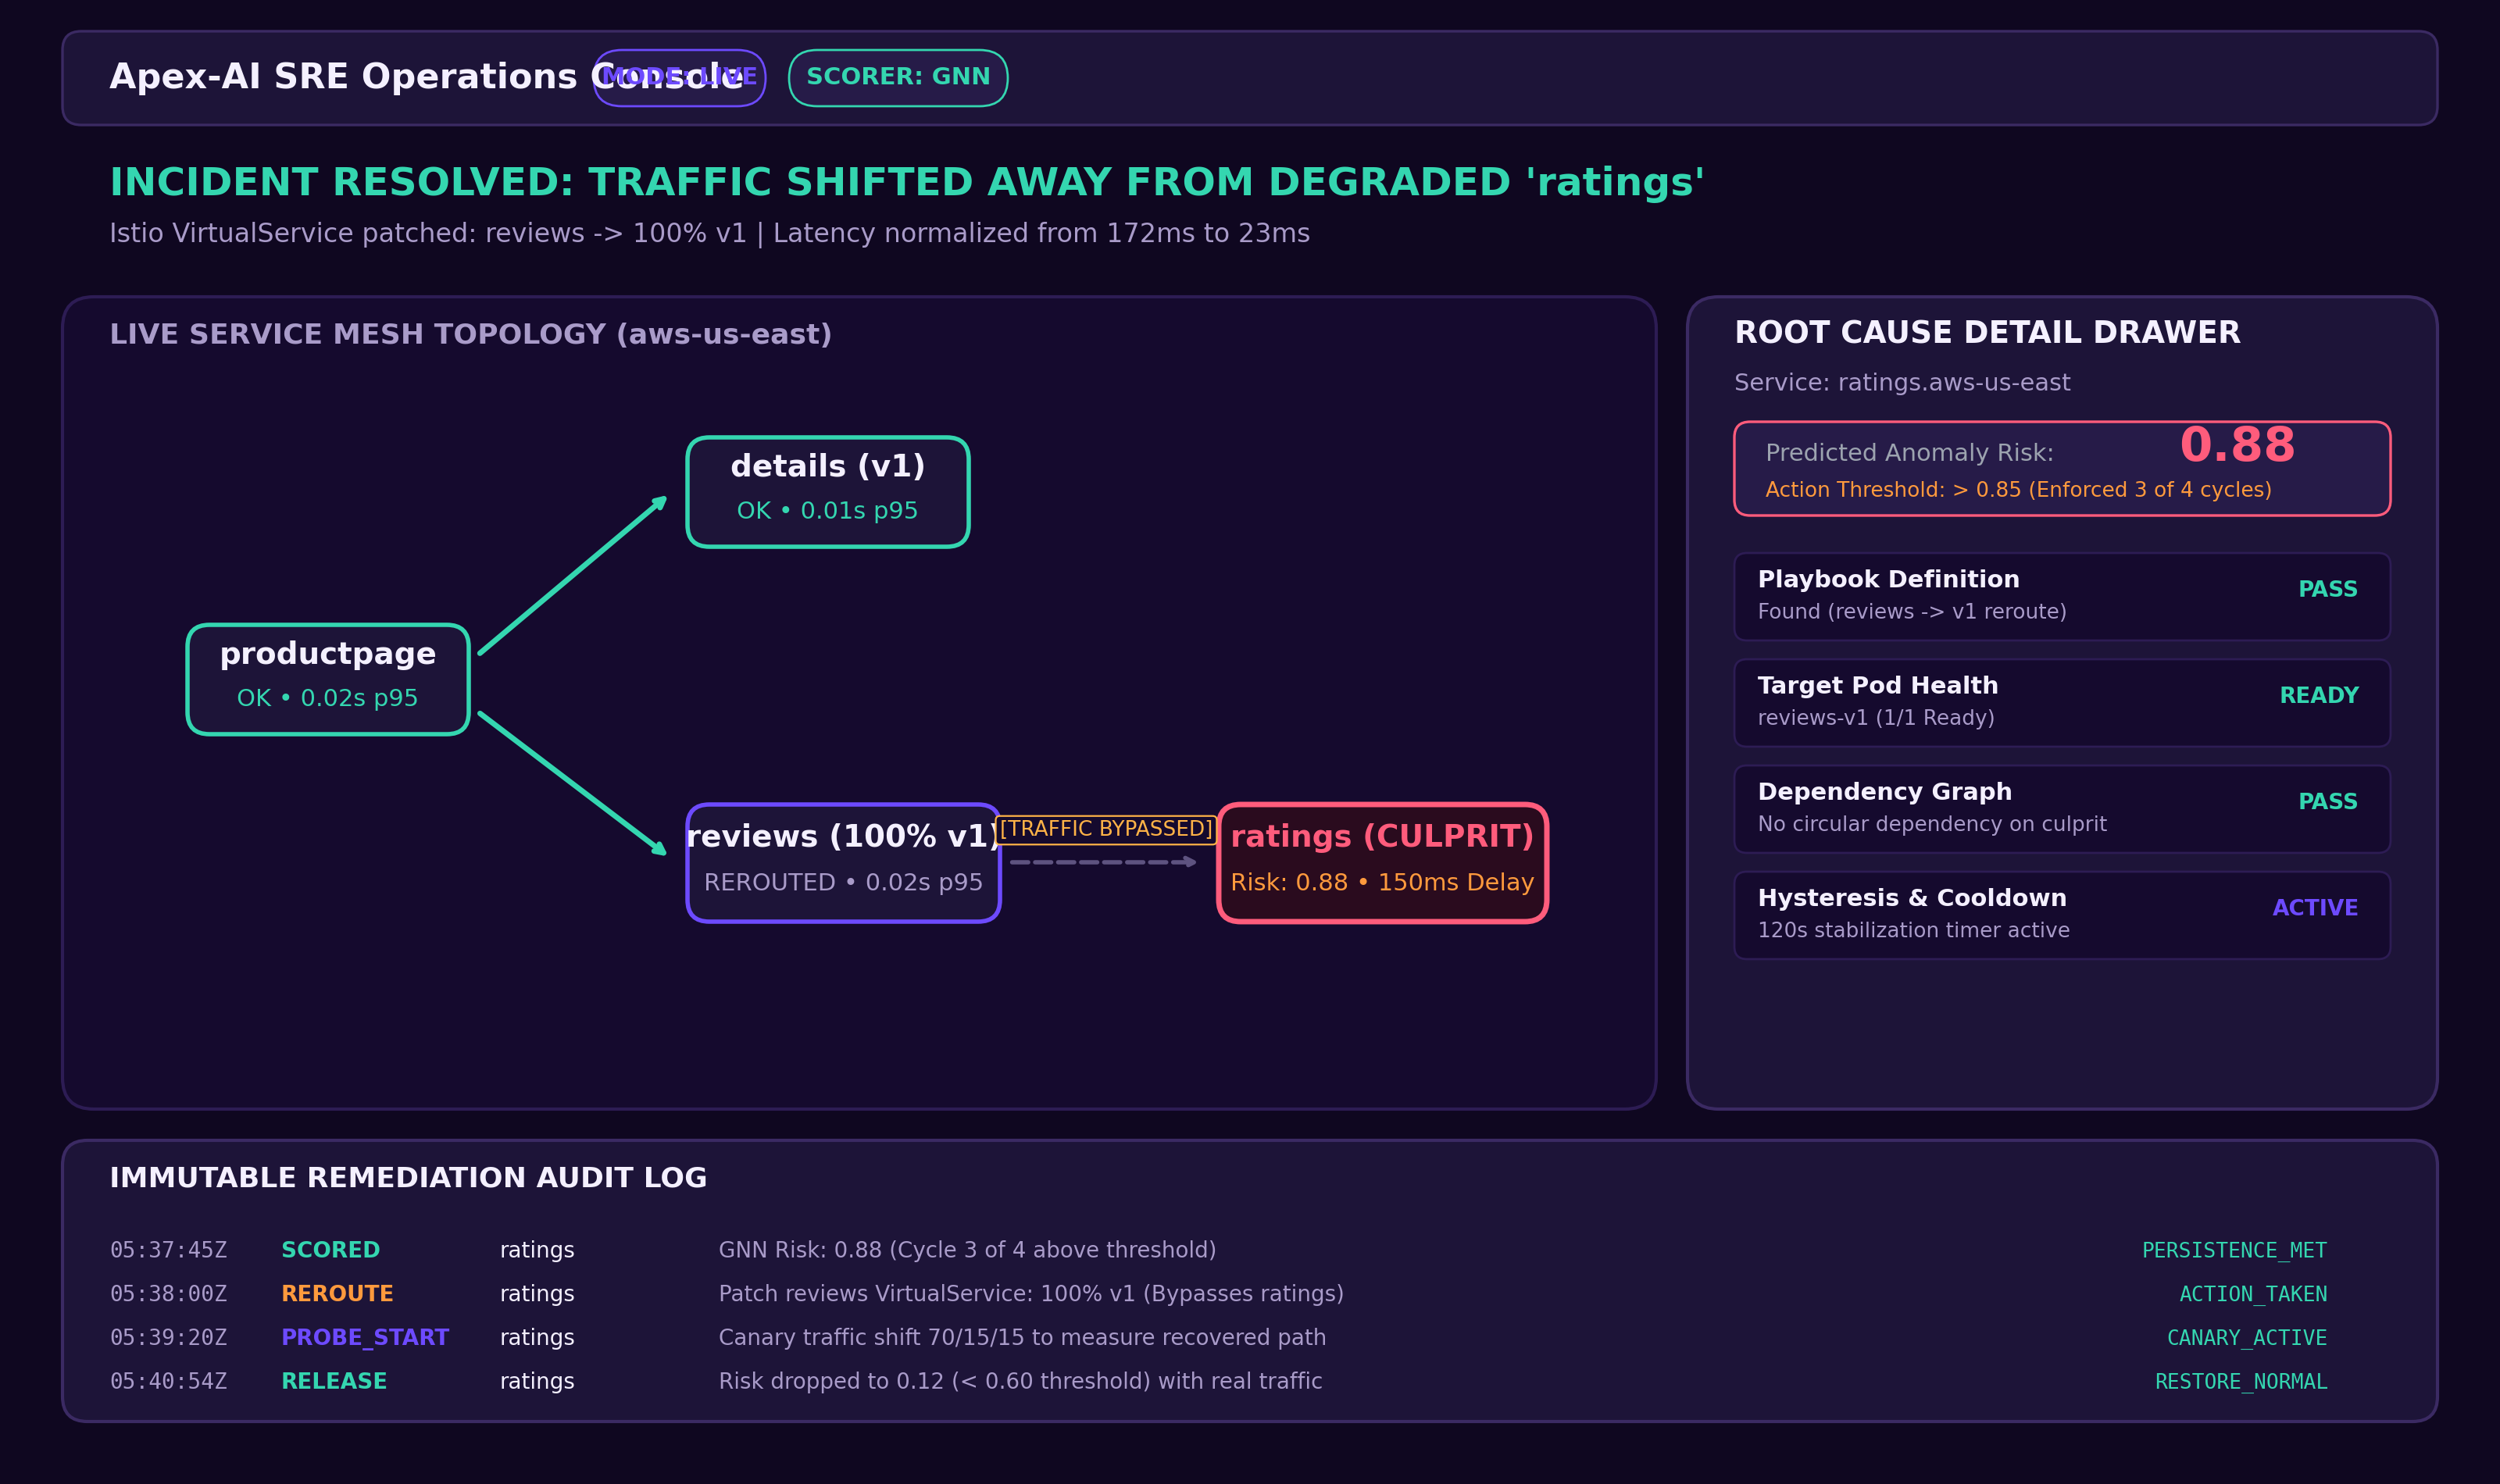 Apex-AI SRE Operations Console
MODE: LIVE
SCORER: GNN
INCIDENT RESOLVED: TRAFFIC SHIFTED AWAY FROM DEGRADED 'ratings'
Istio VirtualService patched: reviews -> 100% v1 | Latency normalized from 172ms to 23ms
LIVE SERVICE MESH TOPOLOGY (aws-us-east)
details (v1)
OK • 0.01s p95
productpage
OK • 0.02s p95
reviews (100% v1)
REROUTED • 0.02s p95
[TRAFFIC BYPASSED]
ratings (CULPRIT)
Risk: 0.88 • 150ms Delay
ROOT CAUSE DETAIL DRAWER
Service: ratings.aws-us-east
Predicted Anomaly Risk: 0.88
Action Threshold: > 0.85 (Enforced 3 of 4 cycles)
Playbook Definition
Found (reviews -> v1 reroute)
PASS
Target Pod Health
reviews-v1 (1/1 Ready)
READY
Dependency Graph
No circular dependency on culprit
PASS
Hysteresis & Cooldown
120s stabilization timer active
ACTIVE
IMMUTABLE REMEDIATION AUDIT LOG
05:37:45Z SCORED ratings GNN Risk: 0.88 (Cycle 3 of 4 above threshold) PERSISTENCE_MET
05:38:00Z REROUTE ratings Patch reviews VirtualService: 100% v1 (Bypasses ratings) ACTION_TAKEN
05:39:20Z PROBE_START ratings Canary traffic shift 70/15/15 to measure recovered path CANARY_ACTIVE
05:40:54Z RELEASE ratings Risk dropped to 0.12 (< 0.60 threshold) with real traffic RESTORE_NORMAL